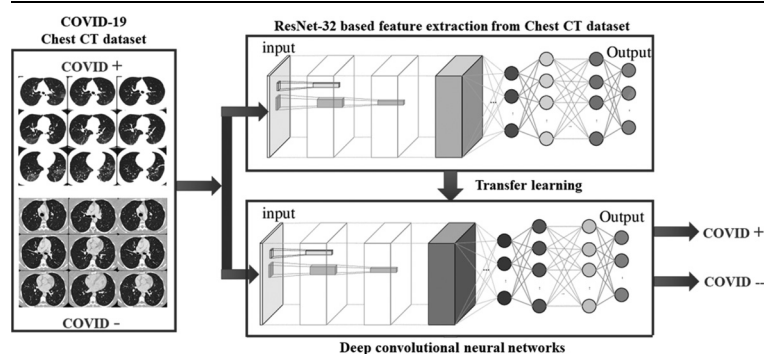 COVID-19
Chest CT dataset
COVID +
COVID -
ResNet-32 based feature extraction from Chest CT dataset
input
Output
Transfer learning
input
Output
COVID +
COVID --
Deep convolutional neural networks